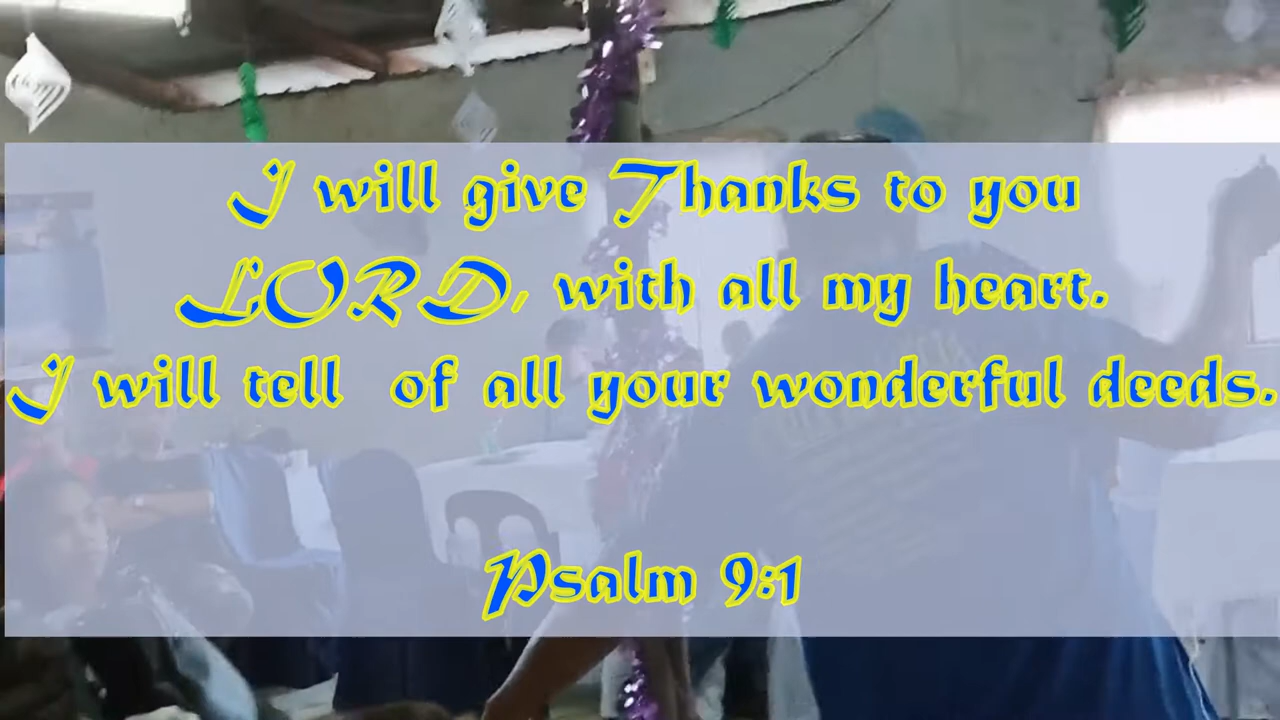 I will give Thanks to you
LORD, with all my heart.
I will tell of all your wonderful deeds.
Psalm 9:1